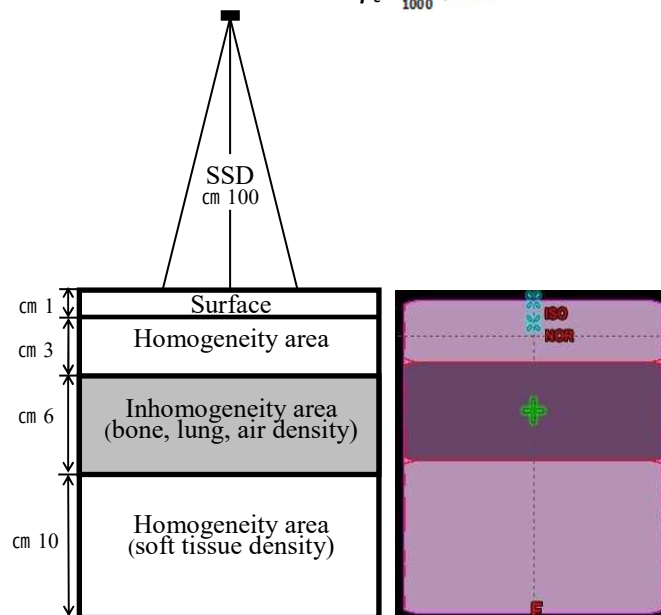 1000
SSD
cm 100
cm 1
Surface
cm 3
Homogeneity area
cm 6
Inhomogeneity area
(bone, lung, air density)
cm 10
Homogeneity area
(soft tissue density)
ISO
NOR